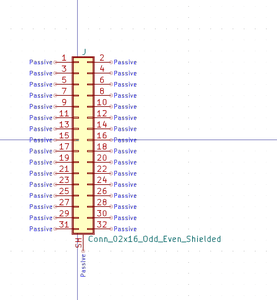 J
Passive 1 2 Passive
Passive 3 4 Passive
Passive 5 6 Passive
Passive 7 8 Passive
Passive 9 10 Passive
Passive 11 12 Passive
Passive 13 14 Passive
Passive 15 16 Passive
Passive 17 18 Passive
Passive 19 20 Passive
Passive 21 22 Passive
Passive 23 24 Passive
Passive 25 26 Passive
Passive 27 28 Passive
Passive 29 30 Passive
Passive 31 32 Passive
Conn_02x16_Odd_Even_Shielded
SH
Passive